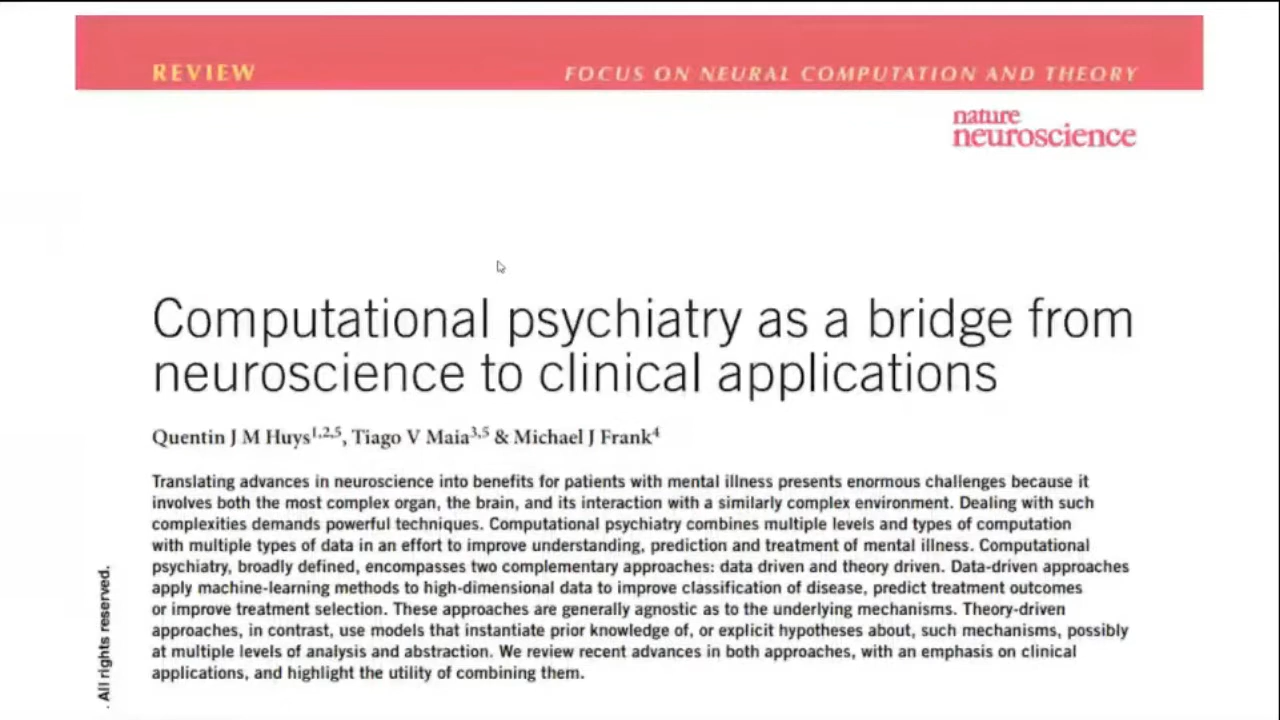 REVIEW
FOCUS ON NEURAL COMPUTATION AND THEORY
nature
neuroscience
Computational psychiatry as a bridge from
neuroscience to clinical applications
Quentin J M Huys1,2,5, Tiago V Maia3,5 & Michael J Frank4
Translating advances in neuroscience into benefits for patients with mental illness presents enormous challenges because it
involves both the most complex organ, the brain, and its interaction with a similarly complex environment. Dealing with such
complexities demands powerful techniques. Computational psychiatry combines multiple levels and types of computation
with multiple types of data in an effort to improve understanding, prediction and treatment of mental illness. Computational
psychiatry, broadly defined, encompasses two complementary approaches: data driven and theory driven. Data-driven approaches
apply machine-learning methods to high-dimensional data to improve classification of disease, predict treatment outcomes
or improve treatment selection. These approaches are generally agnostic as to the underlying mechanisms. Theory-driven
approaches, in contrast, use models that instantiate prior knowledge of, or explicit hypotheses about, such mechanisms, possibly
at multiple levels of analysis and abstraction. We review recent advances in both approaches, with an emphasis on clinical
applications, and highlight the utility of combining them.
. All rights reserved.